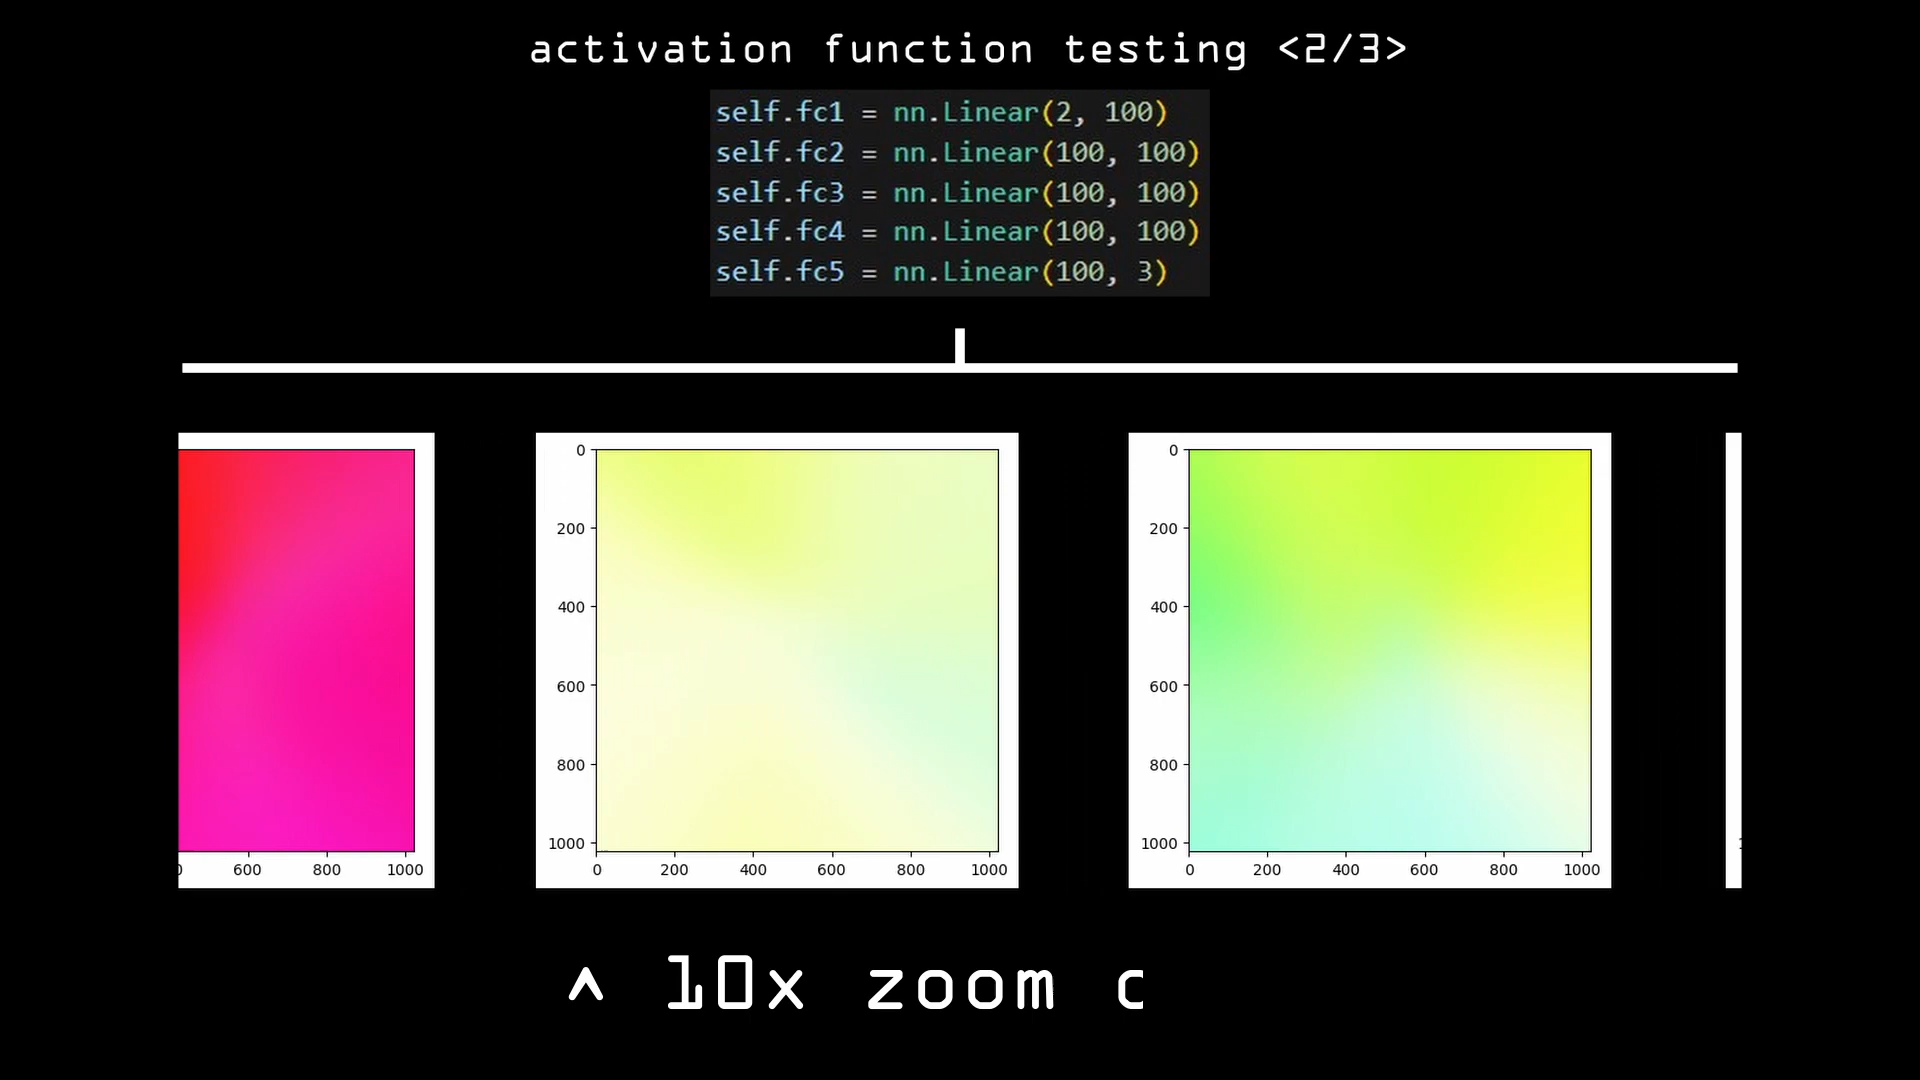 activation function testing <2/3>
self.fc1 = nn.Linear(2, 100)
self.fc2 = nn.Linear(100, 100)
self.fc3 = nn.Linear(100, 100)
self.fc4 = nn.Linear(100, 100)
self.fc5 = nn.Linear(100, 3)
600 800 1000
0
200
400
600
800
1000
0 200 400 600 800 1000
0
200
400
600
800
1000
0 200 400 600 800 1000
^ 10x zoom